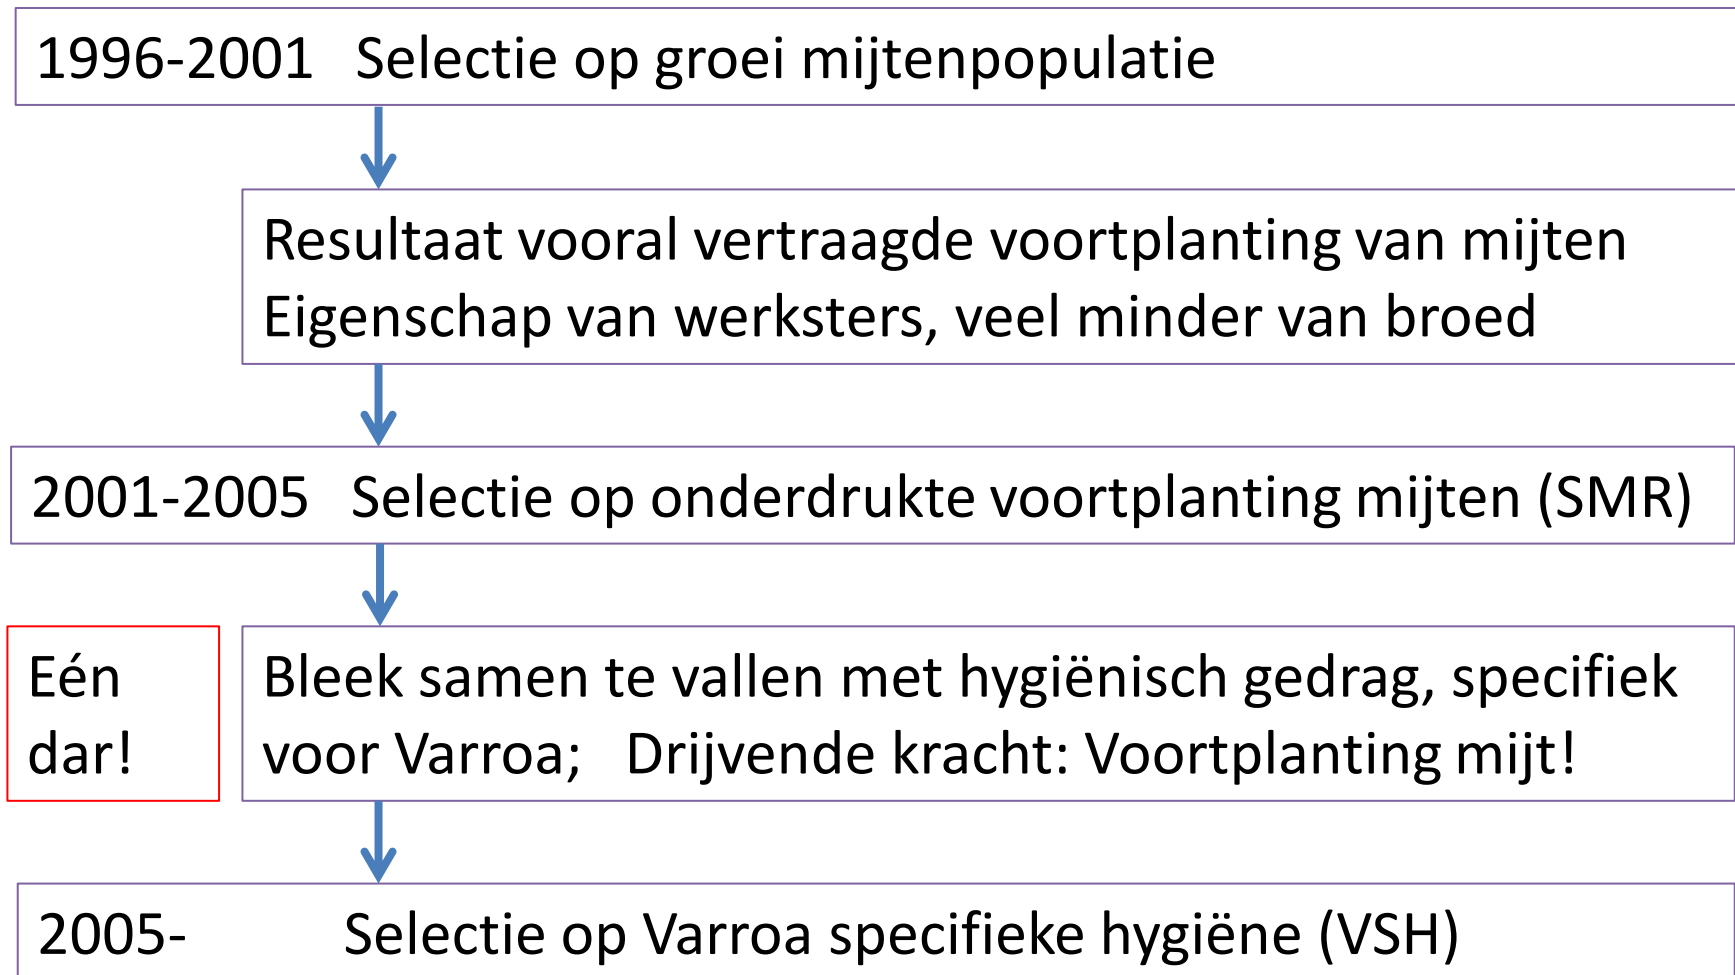 1996-2001 Selectie op groei mijtenpopulatie
Resultaat vooral vertraagde voortplanting van mijten
Eigenschap van werksters, veel minder van broed
2001-2005 Selectie op onderdrukte voortplanting mijten (SMR)
Eén
dar!
Bleek samen te vallen met hygiënisch gedrag, specifiek
voor Varroa; Drijvende kracht: Voortplanting mijt!
2005- Selectie op Varroa specifieke hygiëne (VSH)